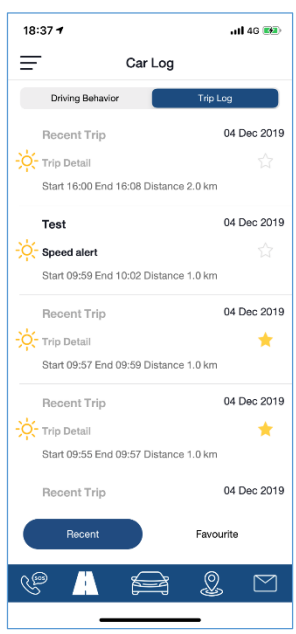 18:37 4G
Car Log
Driving Behavior Trip Log
Recent Trip 04 Dec 2019
Trip Detail
Start 16:00 End 16:08 Distance 2.0 km
Test 04 Dec 2019
Speed alert
Start 09:59 End 10:02 Distance 1.0 km
Recent Trip 04 Dec 2019
Trip Detail
Start 09:57 End 09:59 Distance 1.0 km
Recent Trip 04 Dec 2019
Trip Detail
Start 09:55 End 09:57 Distance 1.0 km
Recent Trip 04 Dec 2019
Recent Favourite
SOS